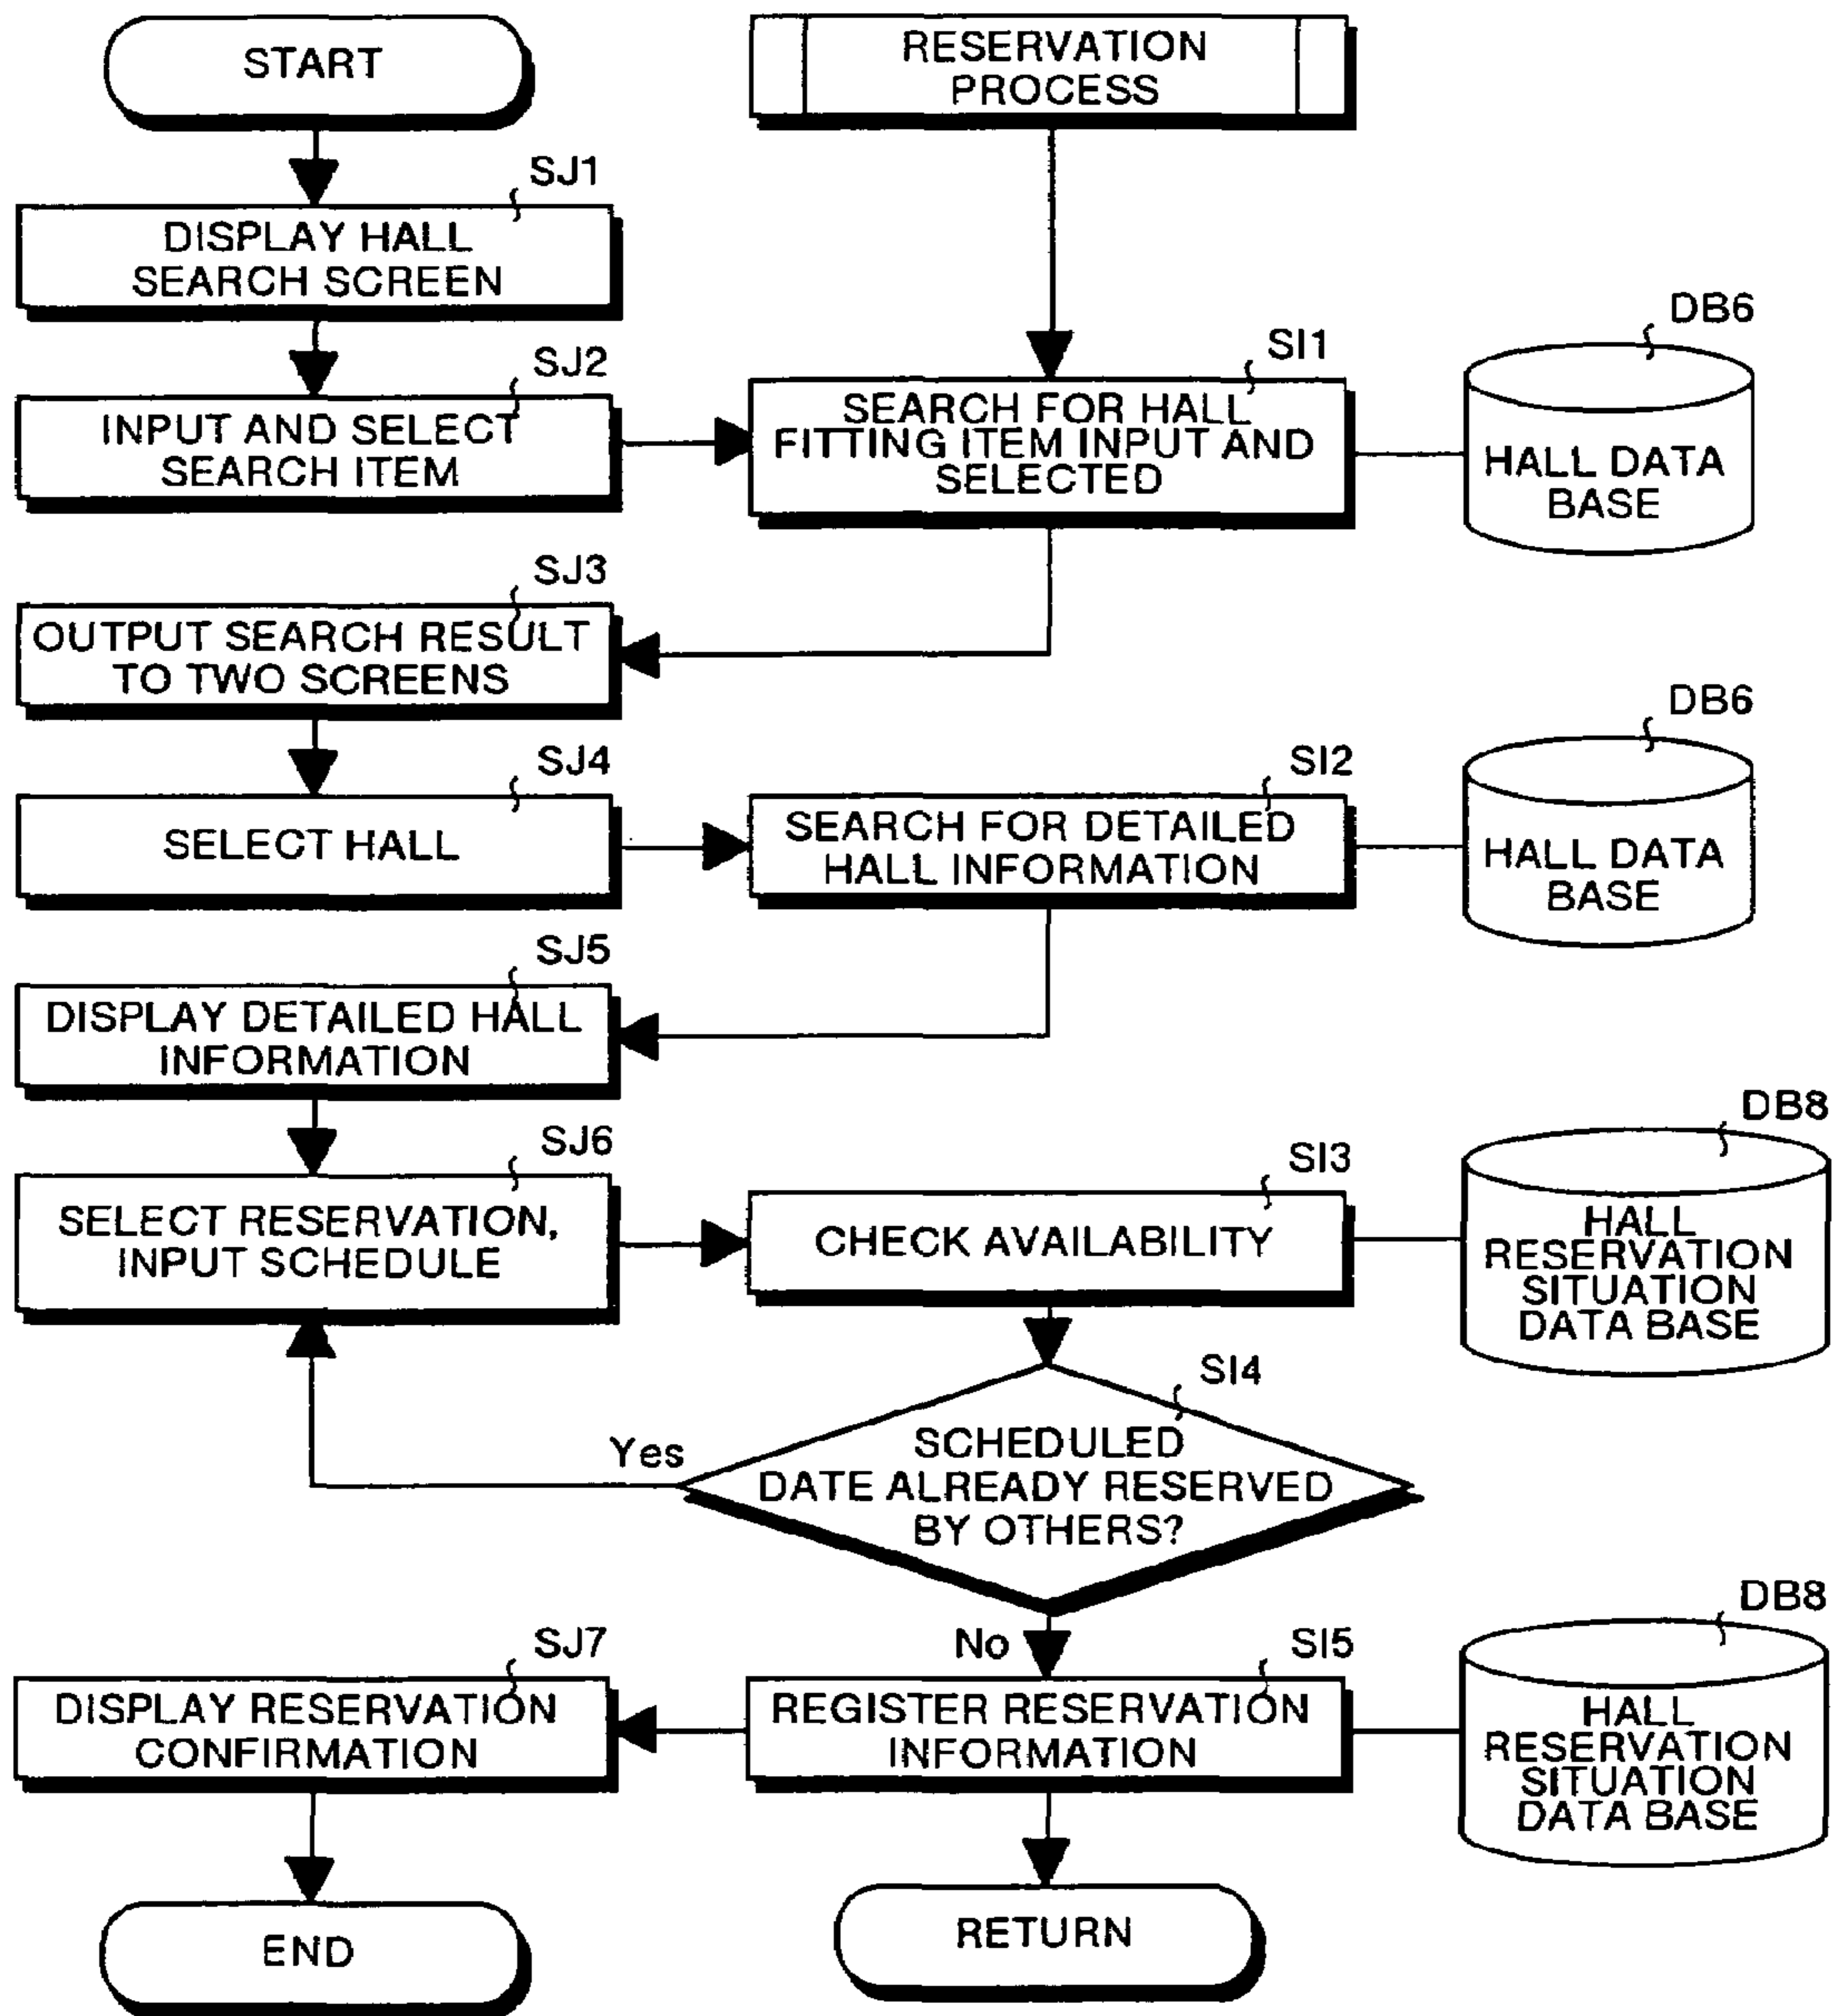 START
RESERVATION
PROCESS
SJ1
DISPLAY HALL
SEARCH SCREEN
SJ2
INPUT AND SELECT
SEARCH ITEM
SI1
SEARCH FOR HALL
FITTING ITEM INPUT AND
SELECTED
DB6
HALL DATA
BASE
SJ3
OUTPUT SEARCH RESULT
TO TWO SCREENS
SJ4
SELECT HALL
SI2
SEARCH FOR DETAILED
HALL INFORMATION
DB6
HALL DATA
BASE
SJ5
DISPLAY DETAILED HALL
INFORMATION
SJ6
SELECT RESERVATION,
INPUT SCHEDULE
SI3
CHECK AVAILABILITY
DB8
HALL
RESERVATION
SITUATION
DATA BASE
SI4
SCHEDULED
DATE ALREADY RESERVED
BY OTHERS?
Yes
No
SJ7
DISPLAY RESERVATION
CONFIRMATION
SI5
REGISTER RESERVATION
INFORMATION
DB8
HALL
RESERVATION
SITUATION
DATA BASE
END
RETURN